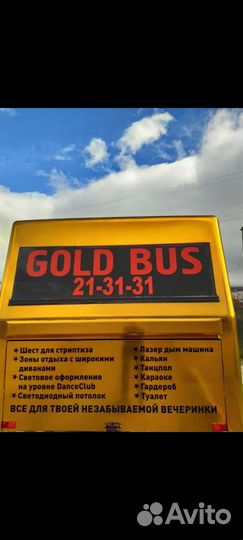 GOLD BUS
21-31-31
★ Шест для стриптиза
★ Зоны отдыха с широкими
диванами
★ Световое оформление
на уровне DanceClub
★ Светодиодный потолок
★ Лазер дым машина
★ Кальян
★ Танцпол
★ Караоке
★ Гардероб
★ Туалет
ВСЕ ДЛЯ ТВОЕЙ НЕЗАБЫВАЕМОЙ ВЕЧЕРИНКИ
Avito